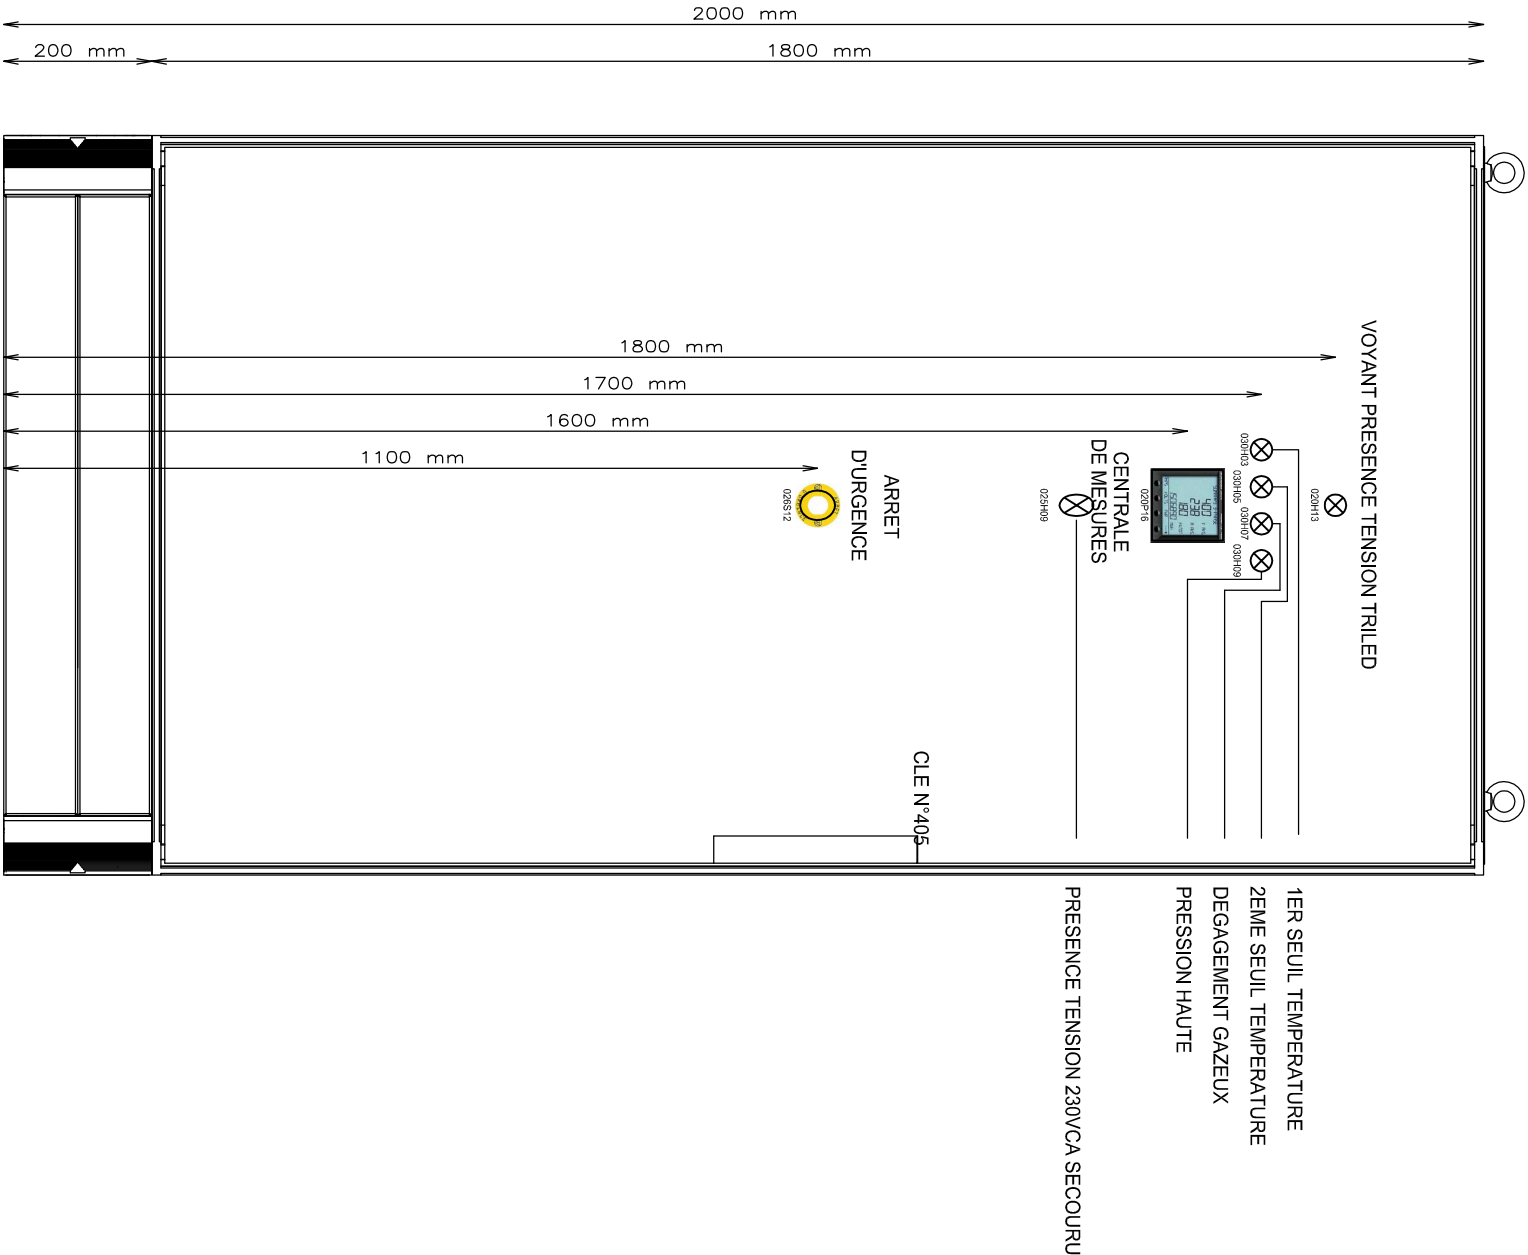 2000 mm
200 mm
1800 mm
1800 mm
1700 mm
1600 mm
1100 mm
VOYANT PRESENCE TENSION TRILED
020H13
030H03
030H05
030H07
030H09
020P16
CENTRALE
DE MESURES
025H09
ARRET
D'URGENCE
026S12
CLE N°405
1ER SEUIL TEMPERATURE
2EME SEUIL TEMPERATURE
DEGAGEMENT GAZEUX
PRESSION HAUTE
PRESENCE TENSION 230VCA SECOURU